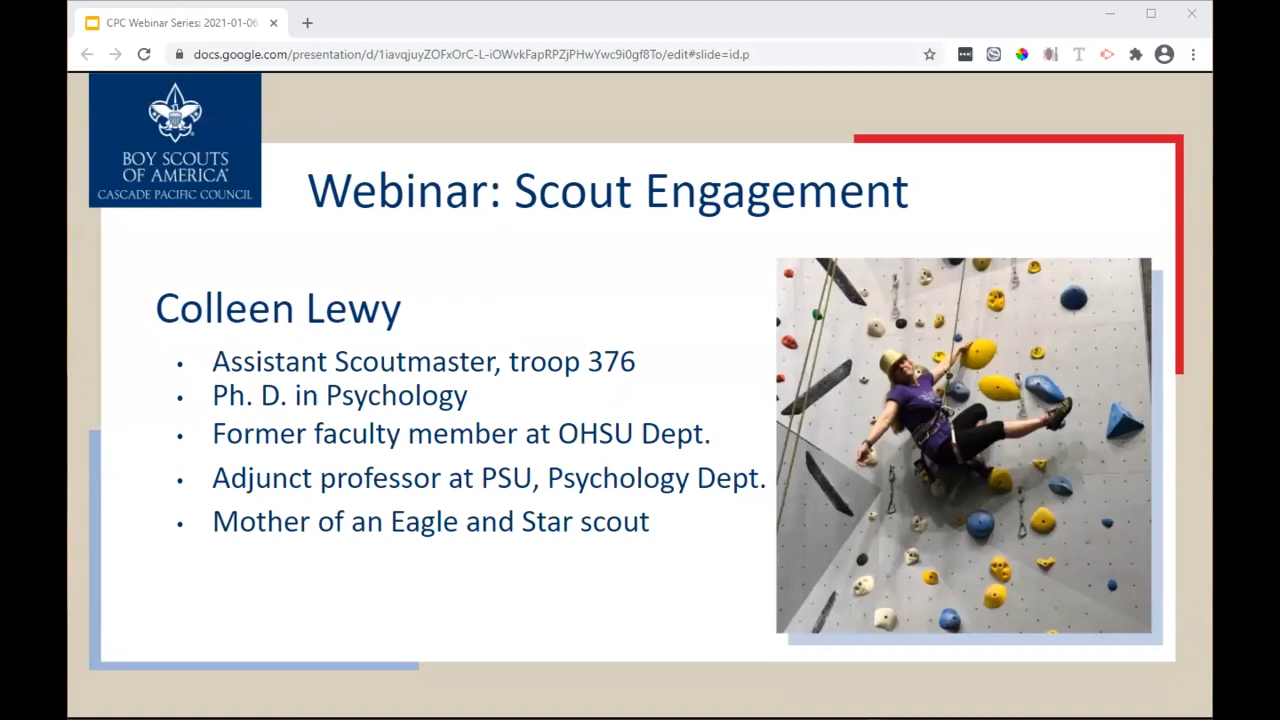 CPC Webinar Series: 2021-01-06
docs.google.com/presentation/d/1iavqjuyZOFxOrC-L-iOWvkFapRPZjPHwYwc9i0gf8To/edit#slide=id.p
BOY SCOUTS
OF AMERICA®
CASCADE PACIFIC COUNCIL
Webinar: Scout Engagement
Colleen Lewy
• Assistant Scoutmaster, troop 376
• Ph. D. in Psychology
• Former faculty member at OHSU Dept.
• Adjunct professor at PSU, Psychology Dept.
• Mother of an Eagle and Star scout